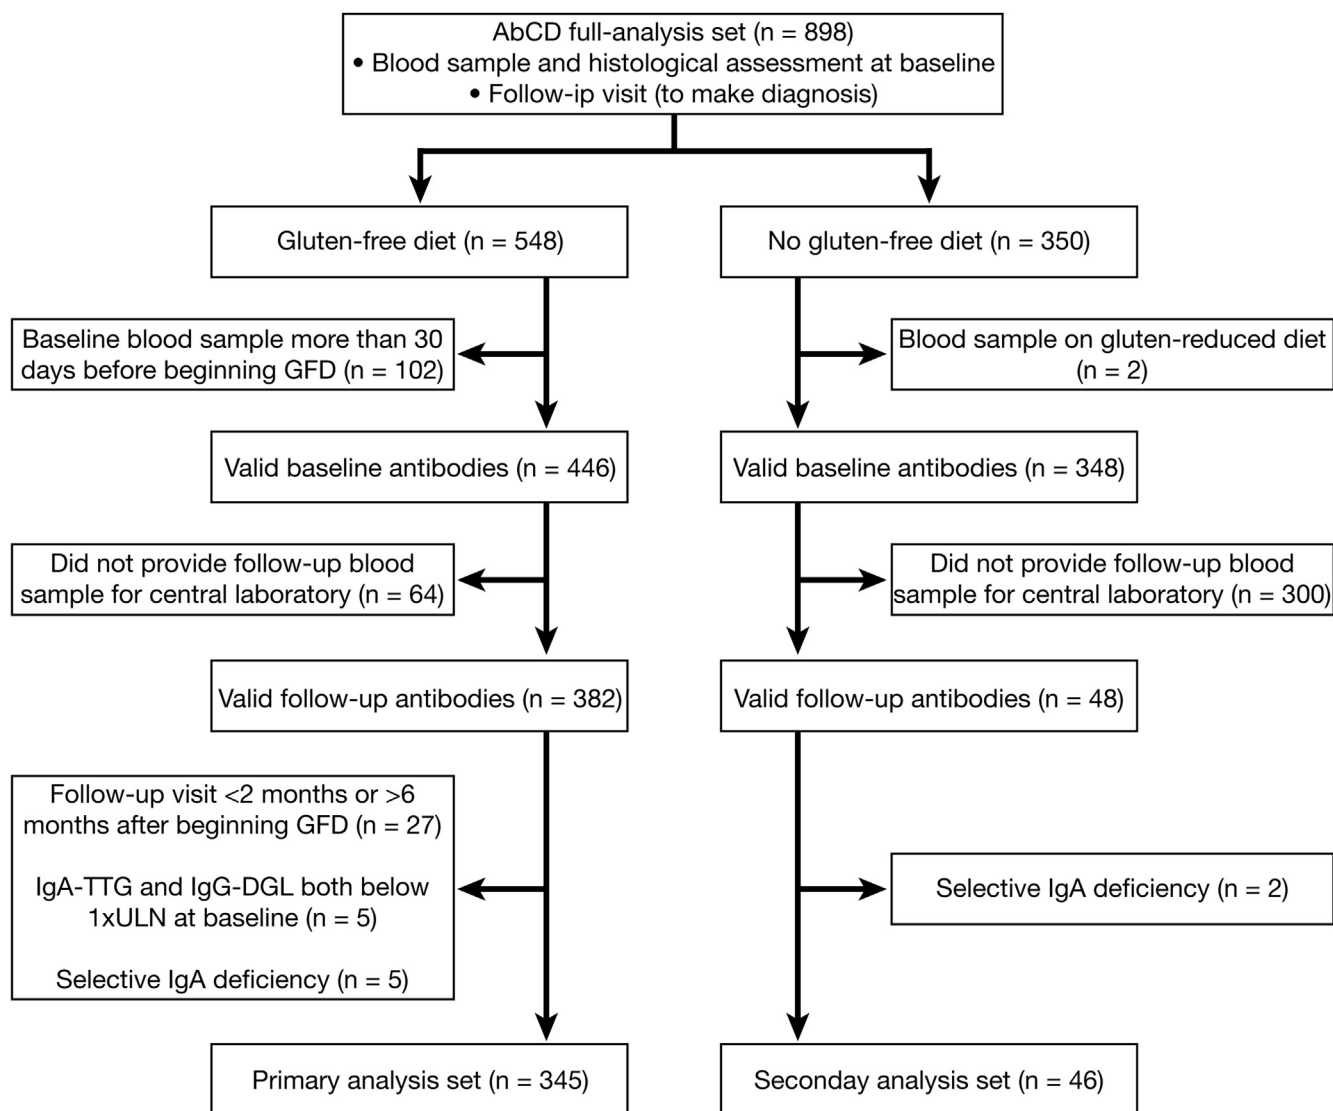 AbCD full-analysis set (n = 898)
• Blood sample and histological assessment at baseline
• Follow-ip visit (to make diagnosis)
Gluten-free diet (n = 548)
No gluten-free diet (n = 350)
Baseline blood sample more than 30
days before beginning GFD (n = 102)
Blood sample on gluten-reduced diet
(n = 2)
Valid baseline antibodies (n = 446)
Valid baseline antibodies (n = 348)
Did not provide follow-up blood
sample for central laboratory (n = 64)
Did not provide follow-up blood
sample for central laboratory (n = 300)
Valid follow-up antibodies (n = 382)
Valid follow-up antibodies (n = 48)
Follow-up visit <2 months or >6
months after beginning GFD (n = 27)
IgA-TTG and IgG-DGL both below
1xULN at baseline (n = 5)
Selective IgA deficiency (n = 5)
Selective IgA deficiency (n = 2)
Primary analysis set (n = 345)
Seconday analysis set (n = 46)